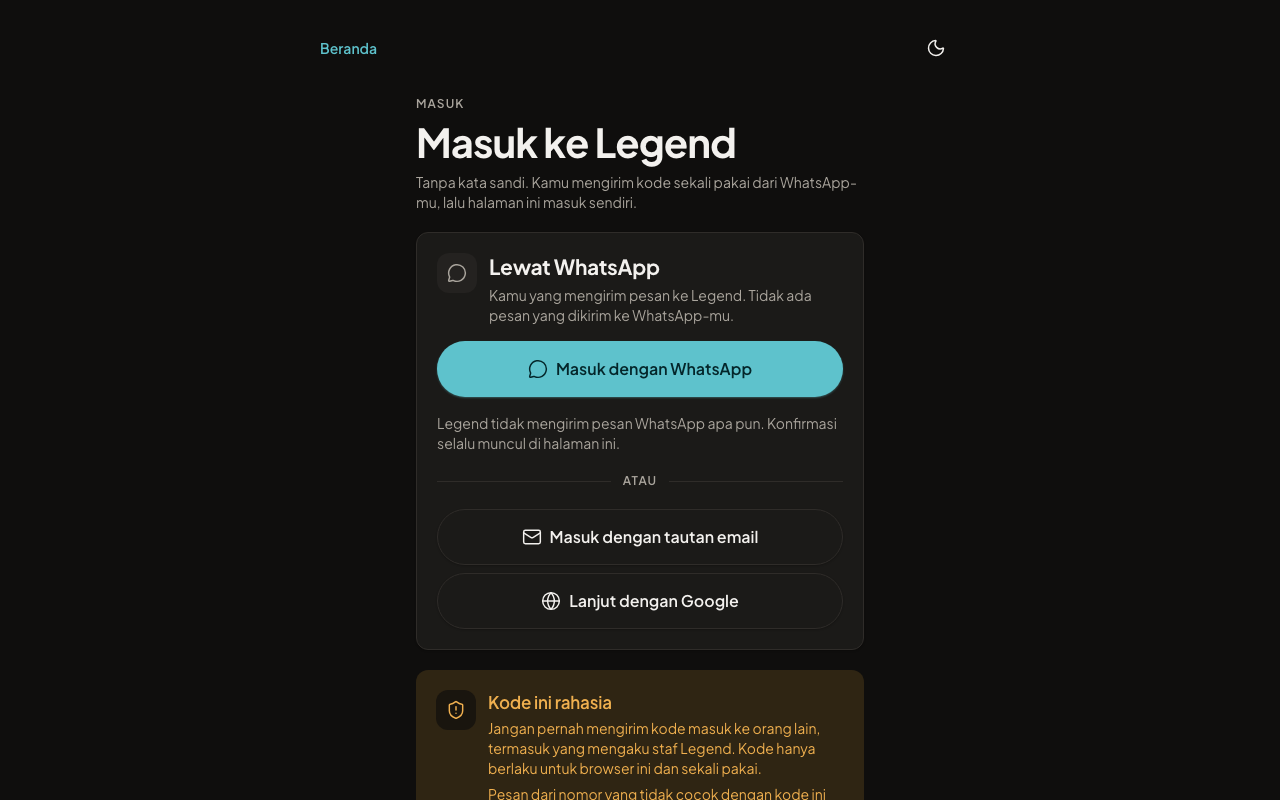 Beranda
MASUK
Masuk ke Legend
Tanpa kata sandi. Kamu mengirim kode sekali pakai dari WhatsApp-
mu, lalu halaman ini masuk sendiri.
Lewat WhatsApp
Kamu yang mengirim pesan ke Legend. Tidak ada
pesan yang dikirim ke WhatsApp-mu.
Masuk dengan WhatsApp
Legend tidak mengirim pesan WhatsApp apa pun. Konfirmasi
selalu muncul di halaman ini.
ATAU
Masuk dengan tautan email
Lanjut dengan Google
Kode ini rahasia
Jangan pernah mengirim kode masuk ke orang lain,
termasuk yang mengaku staf Legend. Kode hanya
berlaku untuk browser ini dan sekali pakai.
Pesan dari nomor yang tidak cocok dengan kode ini